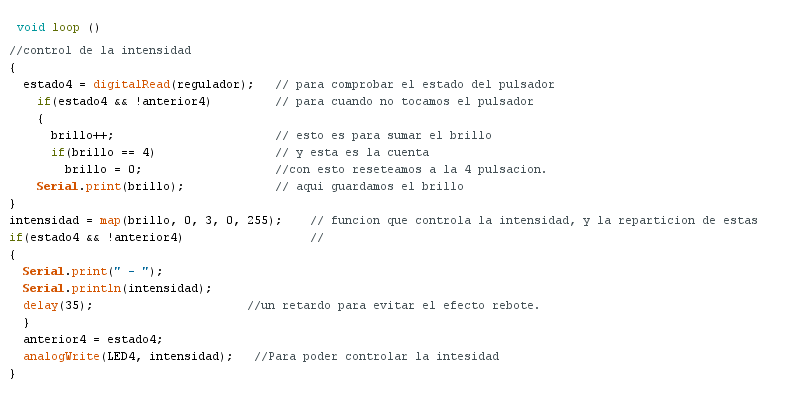 void loop ()
//control de la intensidad
{
estado4 = digitalRead(regulador);   // para comprobar el estado del pulsador
if(estado4 && !anterior4)   // para cuando no tocamos el pulsador
{
brillo++;   // esto es para sumar el brillo
if(brillo == 4)   // y esta es la cuenta
brillo = 0;   //con esto reseteamos a la 4 pulsacion.
Serial.print(brillo);   // aqui guardamos el brillo
}
intensidad = map(brillo, 0, 3, 0, 255);   // funcion que controla la intensidad, y la reparticion de estas
if(estado4 && !anterior4)   //
{
Serial.print(" - ");
Serial.println(intensidad);
delay(35);   //un retardo para evitar el efecto rebote.
}
anterior4 = estado4;
analogWrite(LED4, intensidad);   //Para poder controlar la intesidad
}